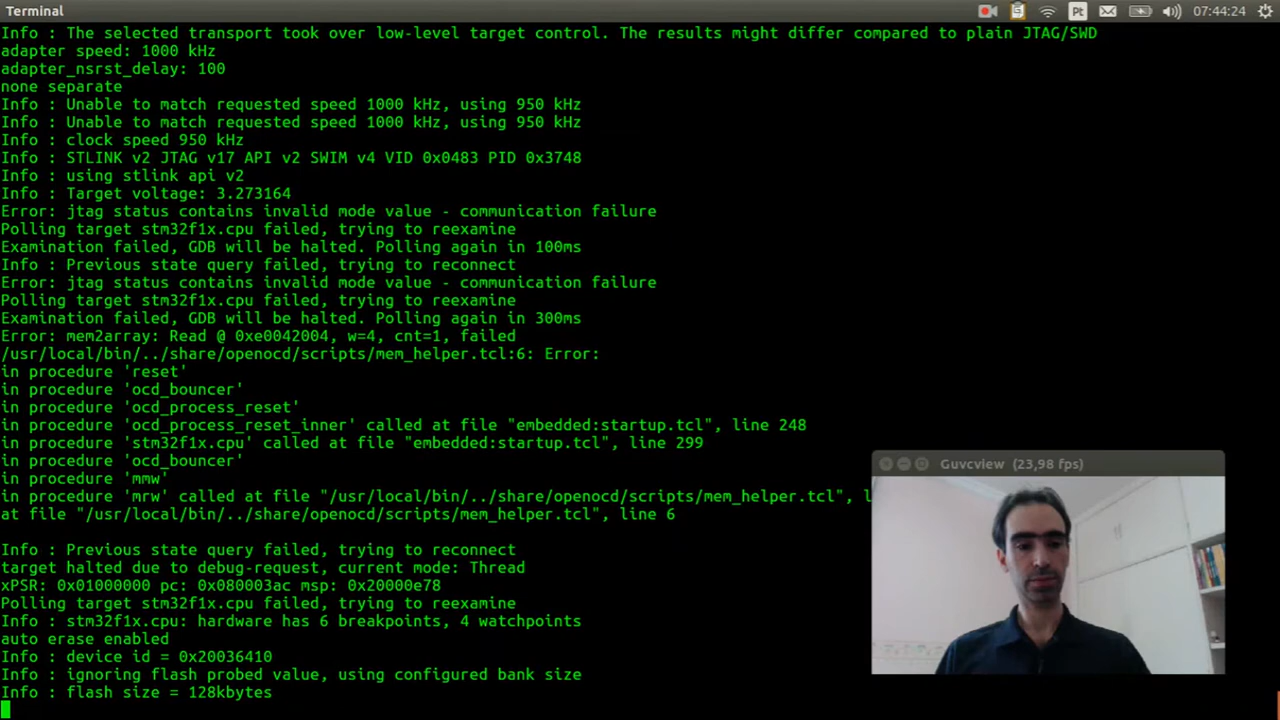 Terminal
Pt
07:44:24
Info : The selected transport took over low-level target control. The results might differ compared to plain JTAG/SWD
adapter speed: 1000 kHz
adapter_nsrst_delay: 100
none separate
Info : Unable to match requested speed 1000 kHz, using 950 kHz
Info : Unable to match requested speed 1000 kHz, using 950 kHz
Info : clock speed 950 kHz
Info : STLINK v2 JTAG v17 API v2 SWIM v4 VID 0x0483 PID 0x3748
Info : using stlink api v2
Info : Target voltage: 3.273164
Error: jtag status contains invalid mode value - communication failure
Polling target stm32f1x.cpu failed, trying to reexamine
Examination failed, GDB will be halted. Polling again in 100ms
Info : Previous state query failed, trying to reconnect
Error: jtag status contains invalid mode value - communication failure
Polling target stm32f1x.cpu failed, trying to reexamine
Examination failed, GDB will be halted. Polling again in 300ms
Error: mem2array: Read @ 0xe0042004, w=4, cnt=1, failed
/usr/local/bin/../share/openocd/scripts/mem_helper.tcl:6: Error:
in procedure 'reset'
in procedure 'ocd_bouncer'
in procedure 'ocd_process_reset'
in procedure 'ocd_process_reset_inner' called at file "embedded:startup.tcl", line 248
in procedure 'stm32f1x.cpu' called at file "embedded:startup.tcl", line 299
in procedure 'ocd_bouncer'
in procedure 'mmw'
in procedure 'mrw' called at file "/usr/local/bin/../share/openocd/scripts/mem_helper.tcl", l
at file "/usr/local/bin/../share/openocd/scripts/mem_helper.tcl", line 6
Info : Previous state query failed, trying to reconnect
target halted due to debug-request, current mode: Thread
xPSR: 0x01000000 pc: 0x080003ac msp: 0x20000e78
Polling target stm32f1x.cpu failed, trying to reexamine
Info : stm32f1x.cpu: hardware has 6 breakpoints, 4 watchpoints
auto erase enabled
Info : device id = 0x20036410
Info : ignoring flash probed value, using configured bank size
Info : flash size = 128kbytes
Guvcview (23,98 fps)